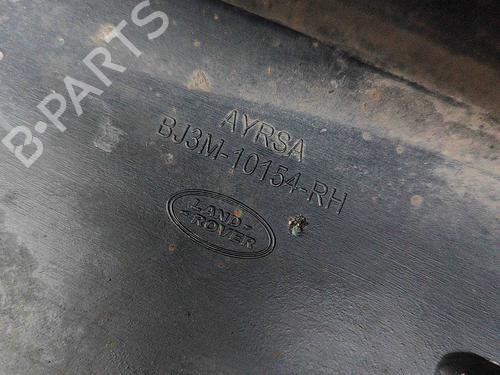 B-PARTS
AYRSA
BJ3M-10154-RH
LAND-
-ROVER